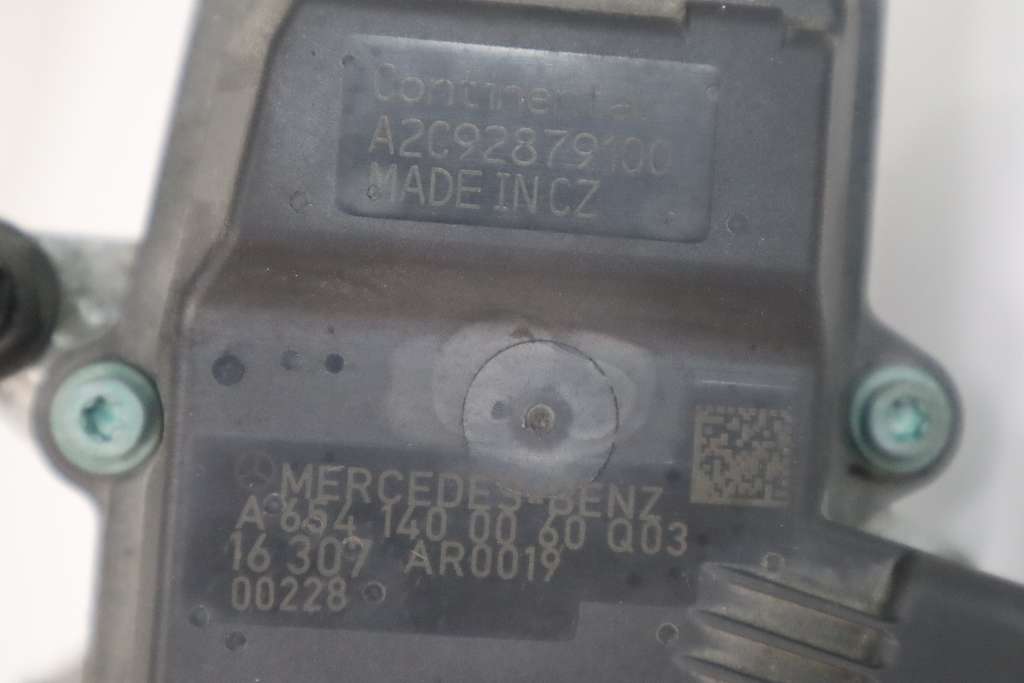 Continental
A2C92879100
MADE IN CZ
MERCEDES-BENZ
A 654 140 00 60 Q03
16 307 AR0019
00228